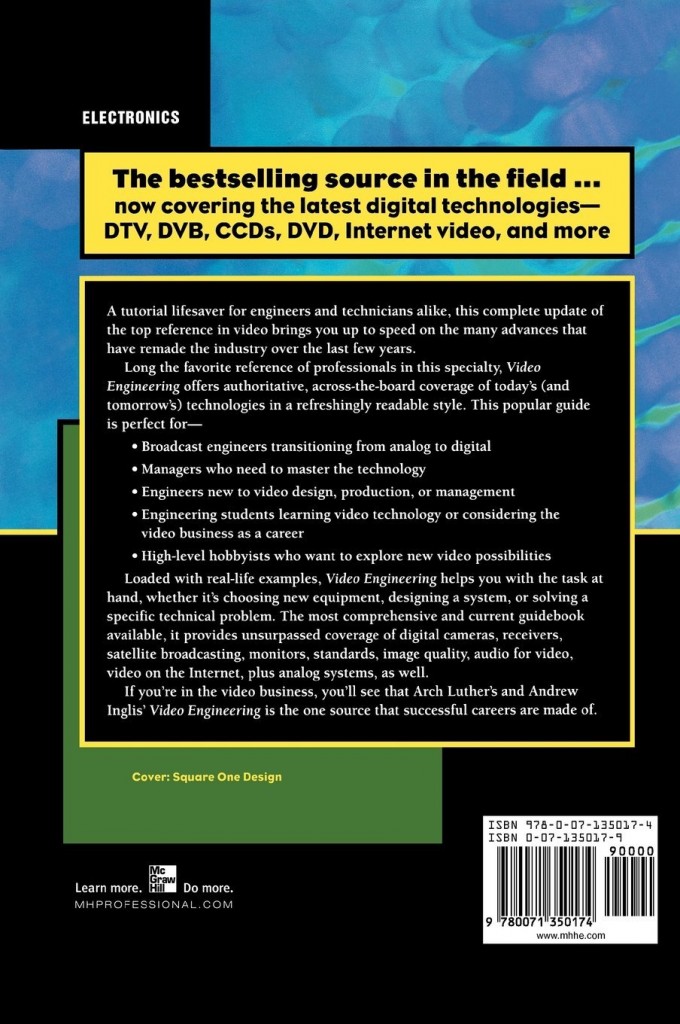 ELECTRONICS
The bestselling source in the field ...
now covering the latest digital technologies—
DTV, DVB, CCDs, DVD, Internet video, and more
A tutorial lifesaver for engineers and technicians alike, this complete update of
the top reference in video brings you up to speed on the many advances that
have remade the industry over the last few years.
Long the favorite reference of professionals in this specialty, Video
Engineering offers authoritative, across-the-board coverage of today's (and
tomorrow's) technologies in a refreshingly readable style. This popular guide
is perfect for—
• Broadcast engineers transitioning from analog to digital
• Managers who need to master the technology
• Engineers new to video design, production, or management
• Engineering students learning video technology or considering the
video business as a career
• High-level hobbyists who want to explore new video possibilities
Loaded with real-life examples, Video Engineering helps you with the task at
hand, whether it's choosing new equipment, designing a system, or solving a
specific technical problem. The most comprehensive and current guidebook
available, it provides unsurpassed coverage of digital cameras, receivers,
satellite broadcasting, monitors, standards, image quality, audio for video,
video on the Internet, plus analog systems, as well.
If you're in the video business, you'll see that Arch Luther's and Andrew
Inglis' Video Engineering is the one source that successful careers are made of.
Cover: Square One Design
Learn more. Mc Graw Hill Do more.
MHPROFESSIONAL.COM
ISBN 978-0-07-135017-4
ISBN 0-07-135017-9
90000
9 780071 350174
www.mhhe.com